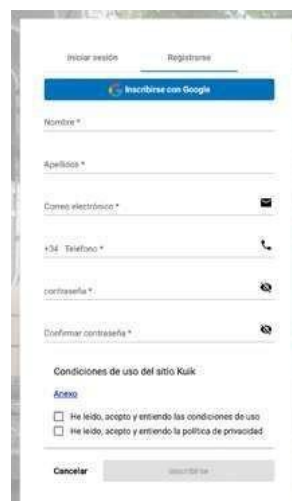 Iniciar sesión Registrarse
Inscribirse con Google
Nombre *
Apellidos *
Correo electrónico *
+34 Teléfono *
contraseña *
Confirmar contraseña *
Condiciones de uso del sitio Kuik
Anexo
He leído, acepto y entiendo las condiciones de uso
He leído, acepto y entiendo la política de privacidad
Cancelar Inscribirse